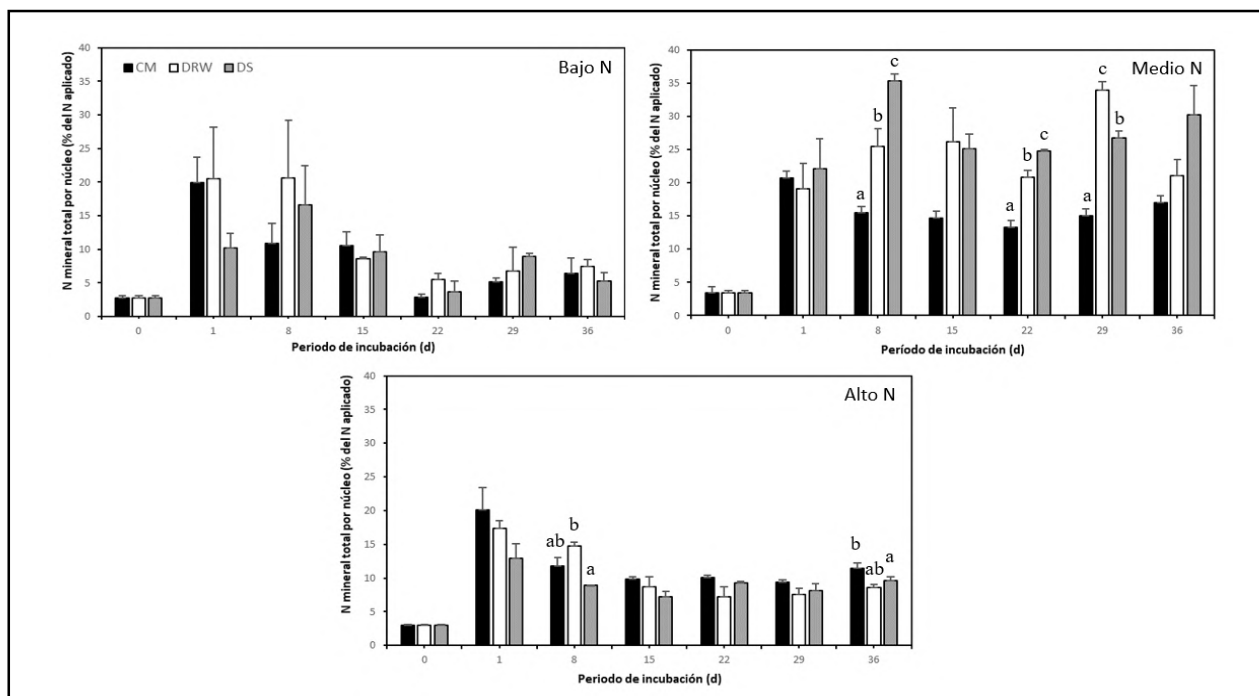 40
35
30
25
20
15
10
5
0
N mineral total por núcleo (% del N aplicado)
CM DRW DS
Bajo N
0 1 8 15 22 29 36
Periodo de incubación (d)
40
35
30
25
20
15
10
5
0
N mineral total por núcleo (% del N aplicado)
Medio N
a b c
a b c
a c b
0 1 8 15 22 29 36
Período de incubación (d)
40
35
30
25
20
15
10
5
0
N mineral total por núcleo (% del N aplicado)
Alto N
ab b a
b ab a
0 1 8 15 22 29 36
Periodo de incubación (d)